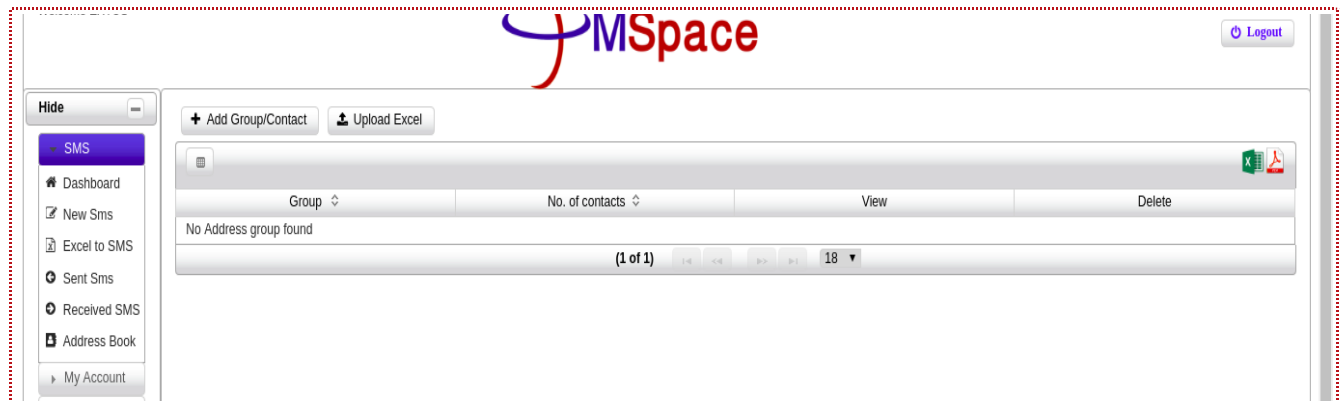 MSpace
Logout
Hide
Add Group/Contact
Upload Excel
SMS
Dashboard
Group
No. of contacts
View
Delete
New Sms
No Address group found
Excel to SMS
(1 of 1)
18
Sent Sms
Received SMS
Address Book
My Account